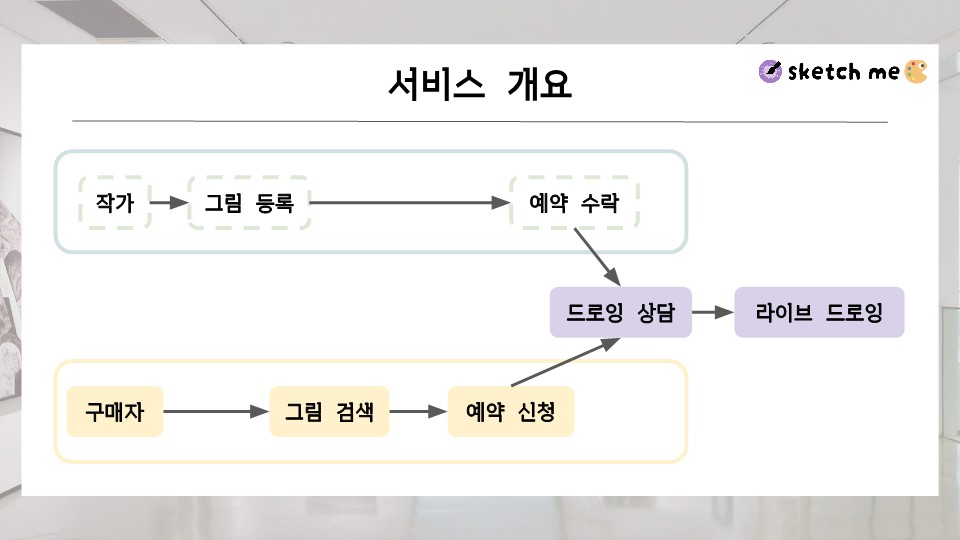 서비스 개요
sketch me
작가
그림 등록
예약 수락
드로잉 상담
라이브 드로잉
구매자
그림 검색
예약 신청